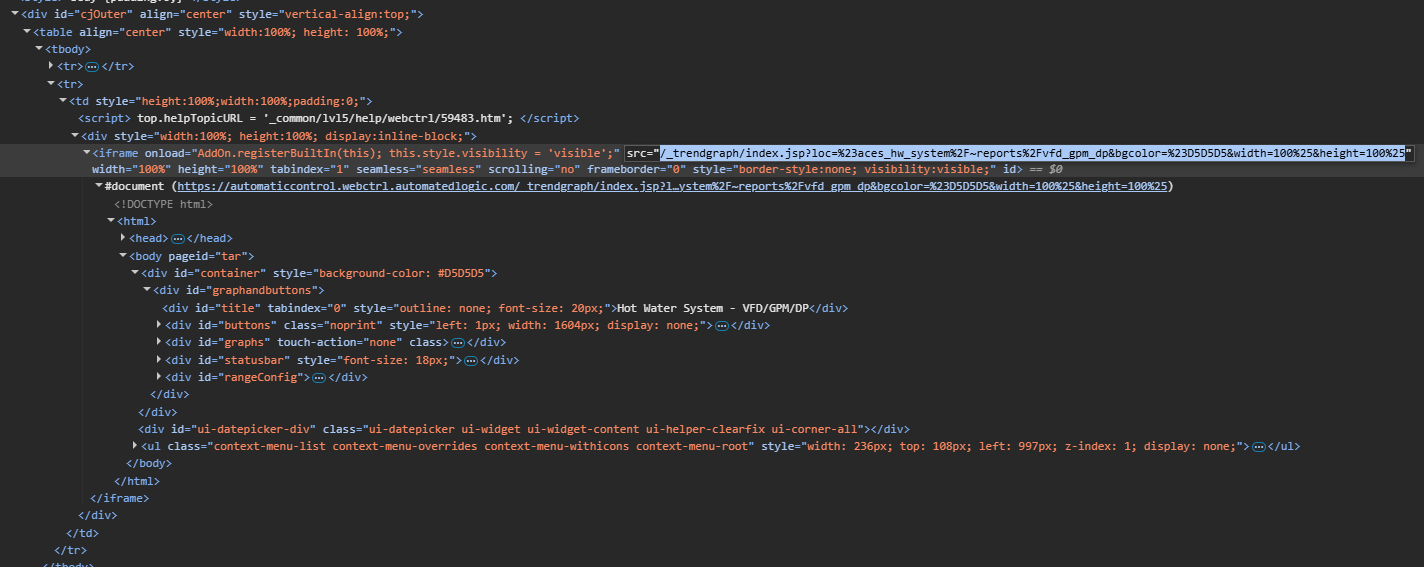 <div id="cjOuter" align="center" style="vertical-align:top;">
<table align="center" style="width:100%; height: 100%;">
<tbody>
<tr>…</tr>
<tr>
<td style="height:100%;width:100%;padding:0;">
<script> top.helpTopicURL = '_common/lvl5/help/webctrl/59483.htm'; </script>
<div style="width:100%; height:100%; display:inline-block;">
<iframe onload="AddOn.registerBuiltIn(this); this.style.visibility = 'visible';" src="/_trendgraph/index.jsp?loc=%23aces_hw_system%2F~reports%2Fvfd_gpm_dp&bgcolor=%23D5D5D5&width=100%25&height=100%25"
width="100%" height="100%" tabindex="1" seamless="seamless" scrolling="no" frameborder="0" style="border-style:none; visibility:visible;" id> == $0
#document (https://automaticcontrol.webctrl.automatedlogic.com/_trendgraph/index.jsp?l…ystem%2F~reports%2Fvfd_gpm_dp&bgcolor=%23D5D5D5&width=100%25&height=100%25)
<!DOCTYPE html>
<html>
<head>…</head>
<body pageid="tar">
<div id="container" style="background-color: #D5D5D5">
<div id="graphandbuttons">
<div id="title" tabindex="0" style="outline: none; font-size: 20px;">Hot Water System - VFD/GPM/DP</div>
<div id="buttons" class="noprint" style="left: 1px; width: 1604px; display: none;">…</div>
<div id="graphs" touch-action="none" class>…</div>
<div id="statusbar" style="font-size: 18px;">…</div>
<div id="rangeConfig">…</div>
</div>
</div>
<div id="ui-datepicker-div" class="ui-datepicker ui-widget ui-widget-content ui-helper-clearfix ui-corner-all"></div>
<ul class="context-menu-list context-menu-overrides context-menu-withicons context-menu-root" style="width: 236px; top: 108px; left: 997px; z-index: 1; display: none;">…</ul>
</body>
</html>
</iframe>
</div>
</td>
</tr>
</tbody>